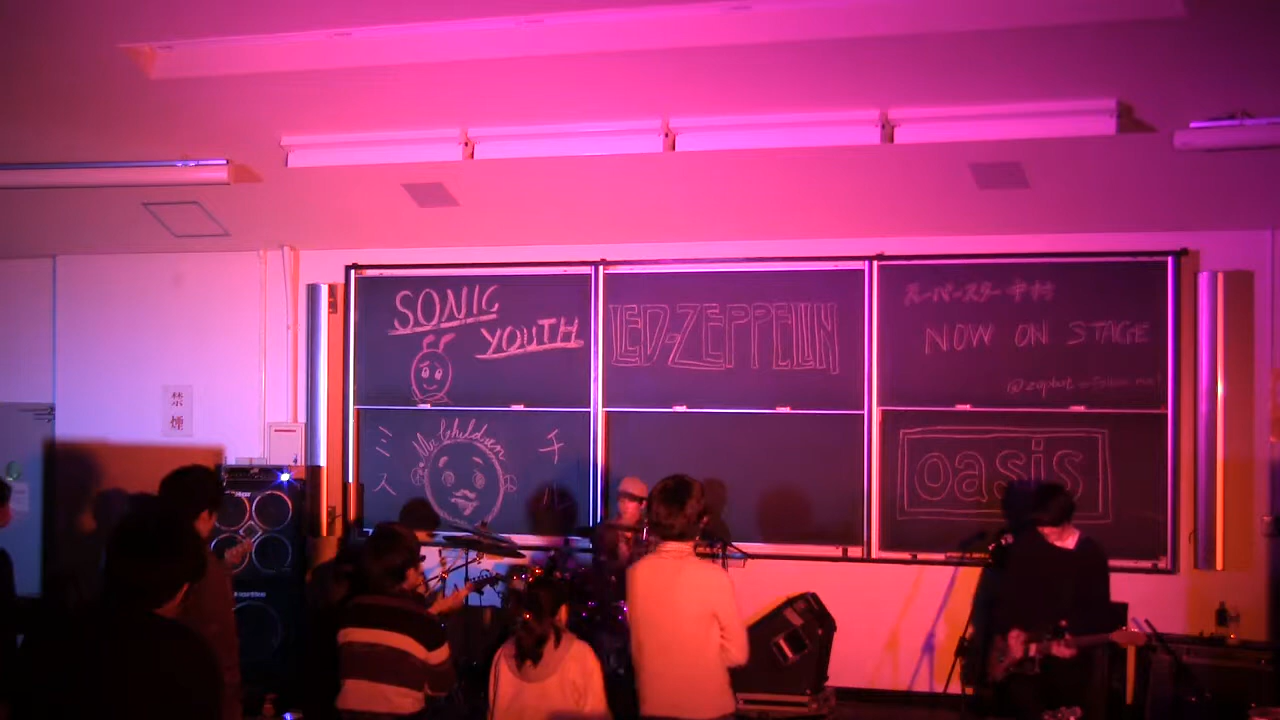 SONIC
YOUTH
LED-ZEPPELIN
スーパースター中村
NOW ON STAGE
禁煙
Mr.Children
ミス
チ
oasis